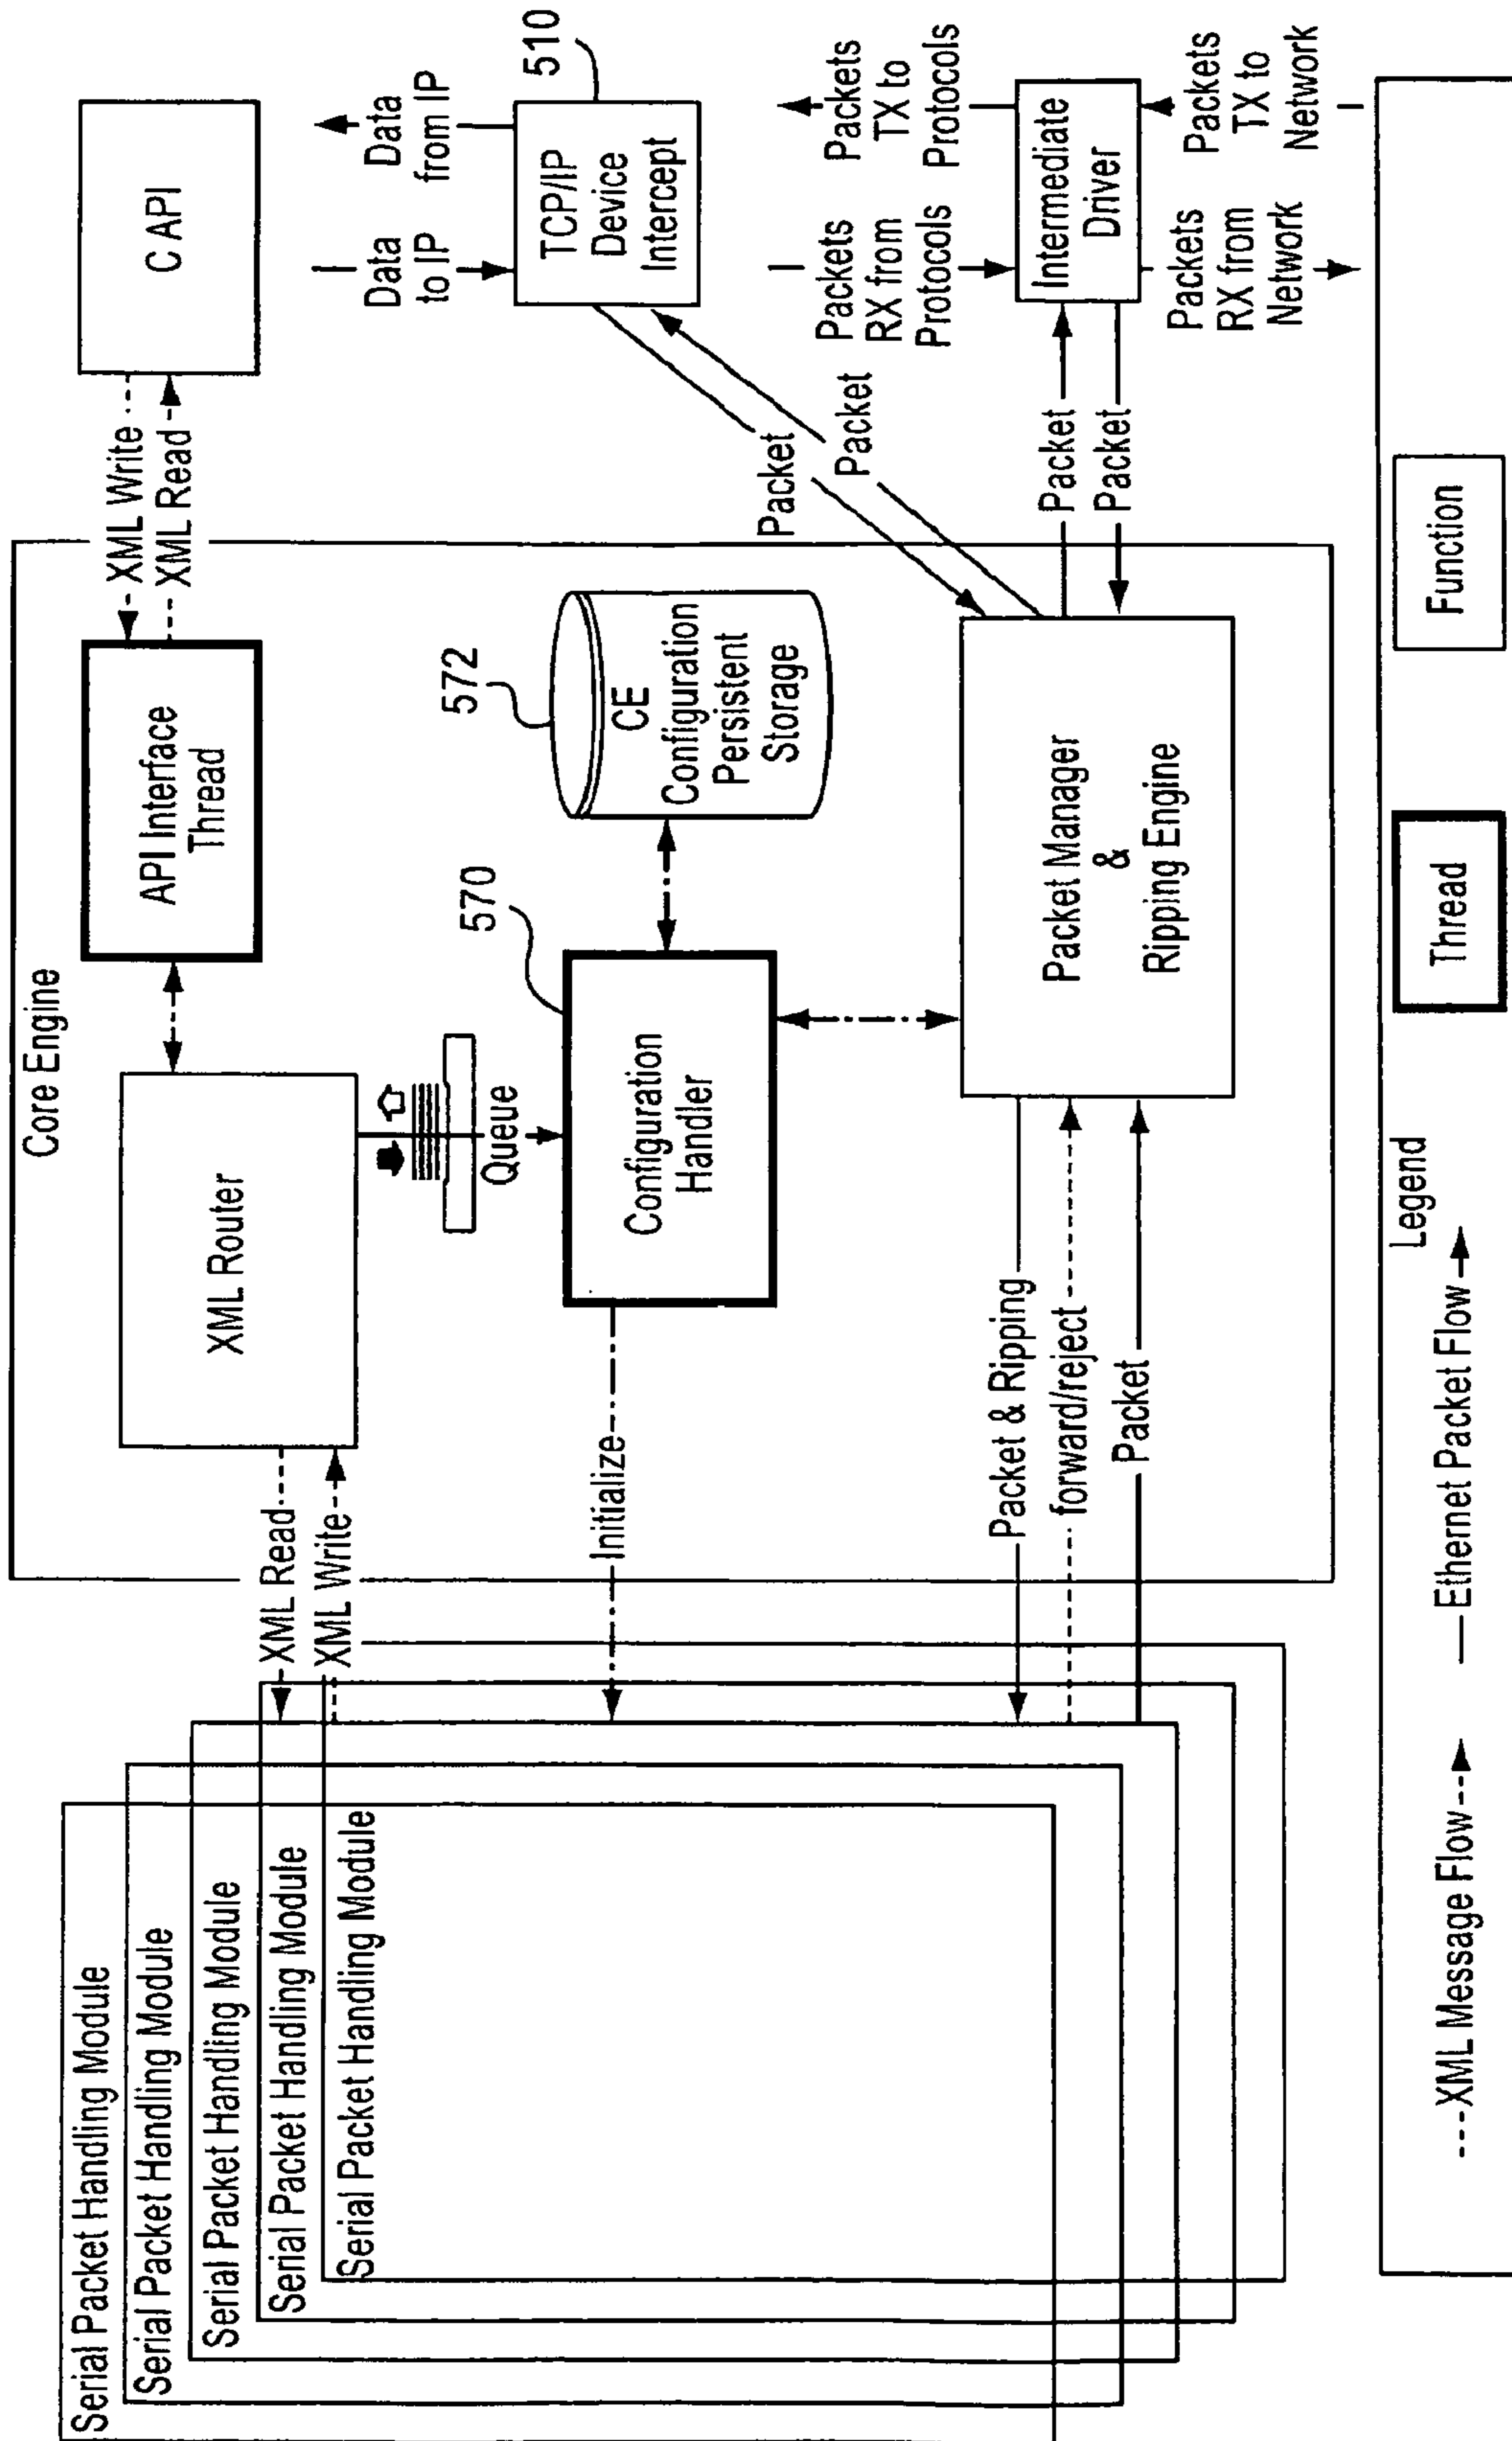 Serial Packet Handling Module
Serial Packet Handling Module
Serial Packet Handling Module
Serial Packet Handling Module
Serial Packet Handling Module
XML Read
XML Write
Initialize
Packet & Ripping
forward/reject
Packet
Core Engine
XML Router
Queue
API Interface
Thread
570
Configuration
Handler
572
CE
Configuration
Persistent
Storage
Packet Manager
&
Ripping Engine
XML Write
XML Read
C API
Data
to IP
Data
from IP
510
TCP/IP
Device
Intercept
Packet
Packet
Packets
RX from
Protocols
Packets
TX to
Protocols
Packet
Packet
Intermediate
Driver
Packets
RX from
Network
Packets
TX to
Network
Legend
XML Message Flow
Ethernet Packet Flow
Thread
Function